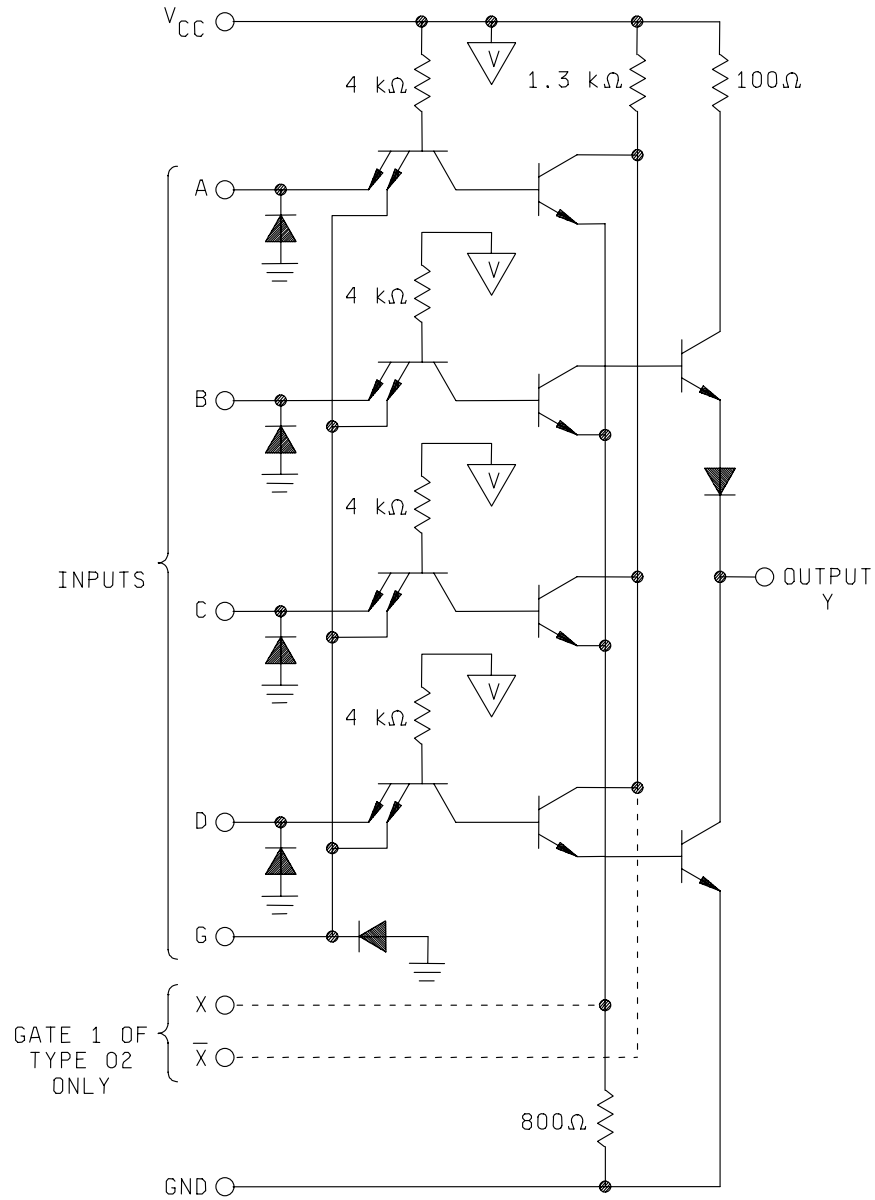 VCC
V
4 kΩ
1.3 kΩ
100Ω
A
V
4 kΩ
B
V
4 kΩ
INPUTS
OUTPUT
Y
C
V
4 kΩ
D
G
X
GATE 1 OF
TYPE 02
ONLY
X̅
800Ω
GND